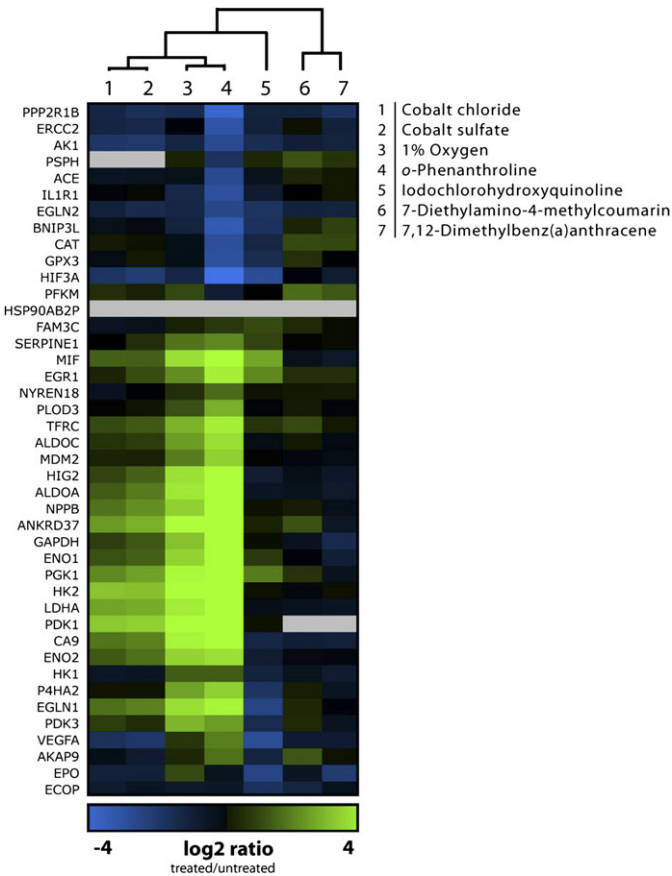 1 2 3 4 5 6 7
1 Cobalt chloride
2 Cobalt sulfate
3 1% Oxygen
4 o-Phenanthroline
5 Iodochlorohydroxyquinoline
6 7-Diethylamino-4-methylcoumarin
7 7,12-Dimethylbenz(a)anthracene
PPP2R1B
ERCC2
AK1
PSPH
ACE
IL1R1
EGLN2
BNIP3L
CAT
GPX3
HIF3A
PFKM
HSP90AB2P
FAM3C
SERPINE1
MIF
EGR1
NYREN18
PLOD3
TFRC
ALDOC
MDM2
HIG2
ALDOA
NPPB
ANKRD37
GAPDH
ENO1
PGK1
HK2
LDHA
PDK1
CA9
ENO2
HK1
P4HA2
EGLN1
PDK3
VEGFA
AKAP9
EPO
ECOP
-4 log2 ratio 4
treated/untreated